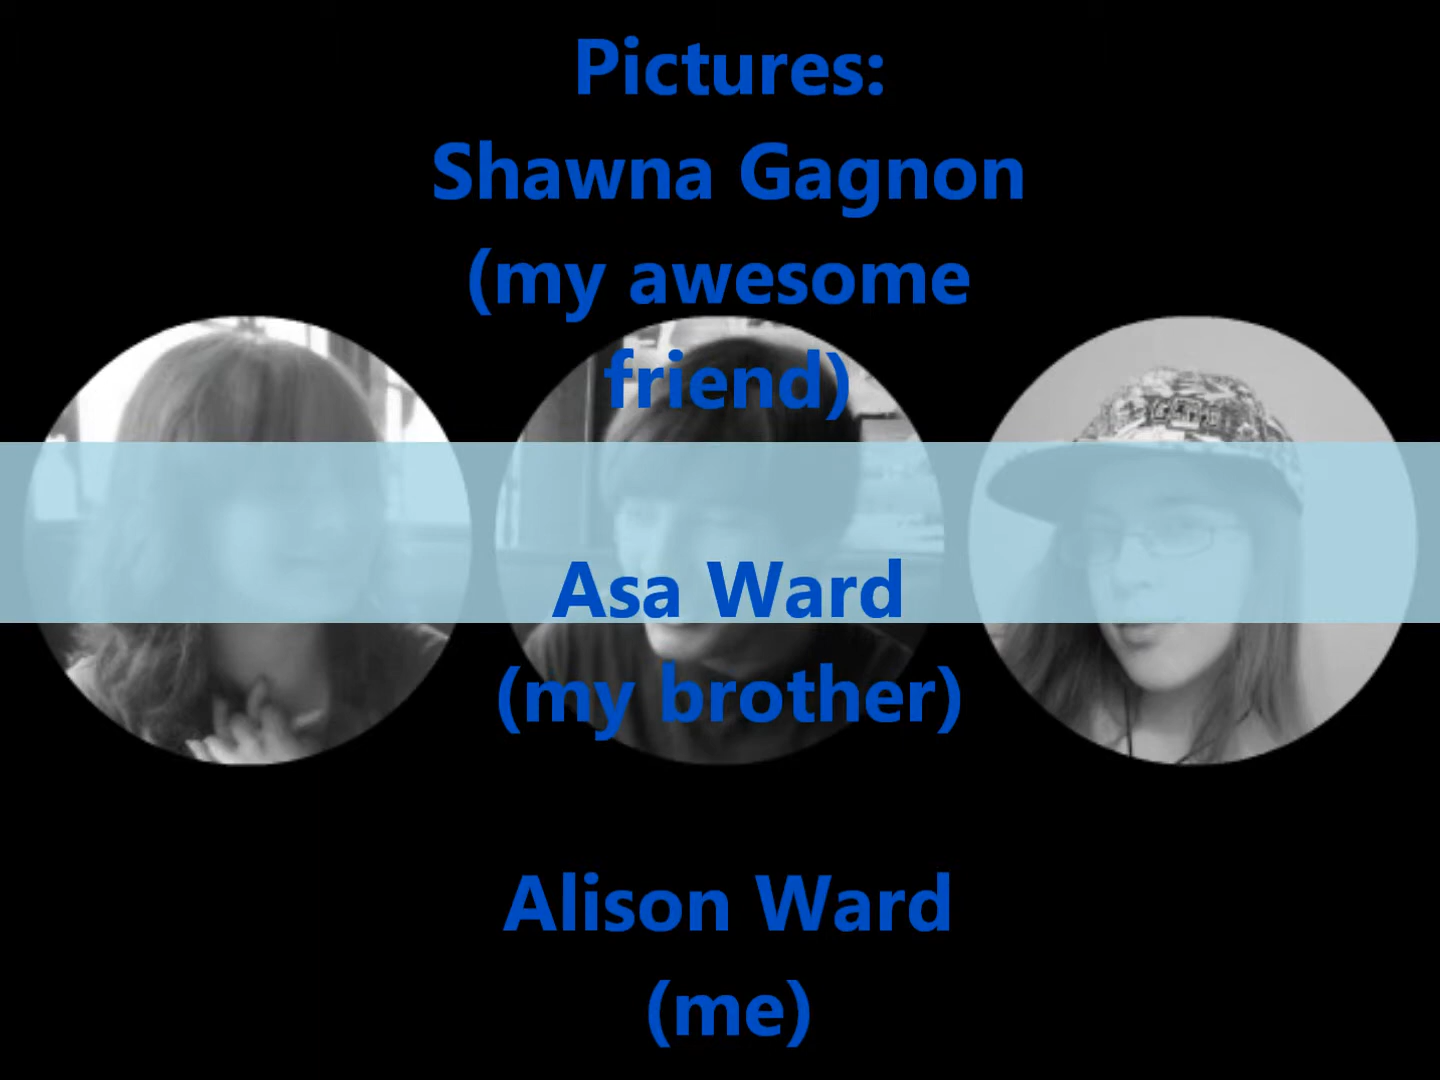 Pictures:
Shawna Gagnon
(my awesome
friend)
Asa Ward
(my brother)
Alison Ward
(me)